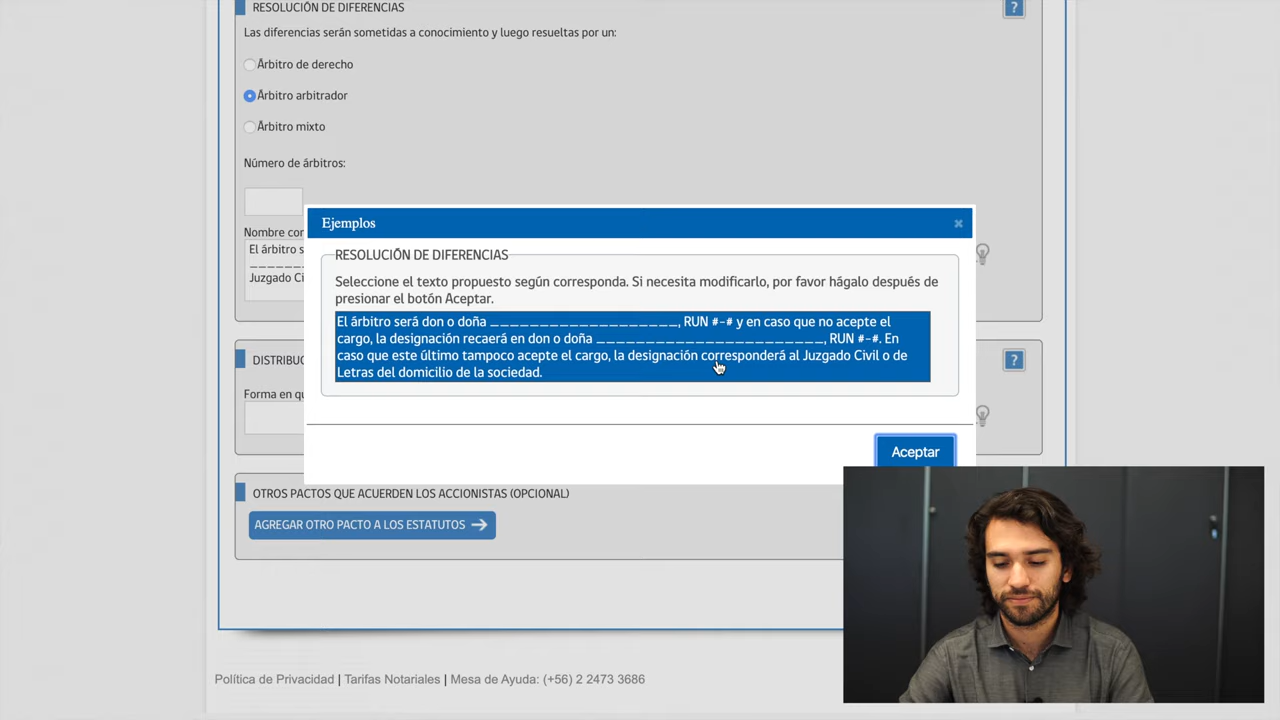 RESOLUCIÓN DE DIFERENCIAS
?
Las diferencias serán sometidas a conocimiento y luego resueltas por un:
Árbitro de derecho
Árbitro arbitrador
Árbitro mixto
Número de árbitros:
Nombre
El árbitro
Juzgado
Ejemplos
×
RESOLUCIÓN DE DIFERENCIAS
Seleccione el texto propuesto según corresponda. Si necesita modificarlo, por favor hágalo después de
presionar el botón Aceptar.
El árbitro será don o doña ___________________, RUN #-# y en caso que no acepte el
cargo, la designación recaerá en don o doña _______________________, RUN #-#. En
caso que este último tampoco acepte el cargo, la designación corresponderá al Juzgado Civil o de
Letras del domicilio de la sociedad.
Aceptar
?
Forma en
OTROS PACTOS QUE ACUERDEN LOS ACCIONISTAS (OPCIONAL)
AGREGAR OTRO PACTO A LOS ESTATUTOS →
Política de Privacidad | Tarifas Notariales | Mesa de Ayuda: (+56) 2 2473 3686